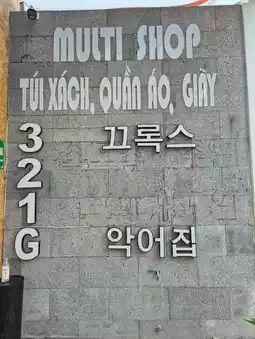 MULTI SHOP
TÚI XÁCH, QUẦN ÁO, GIÀY
3 끄록스
2
1
G 악어집